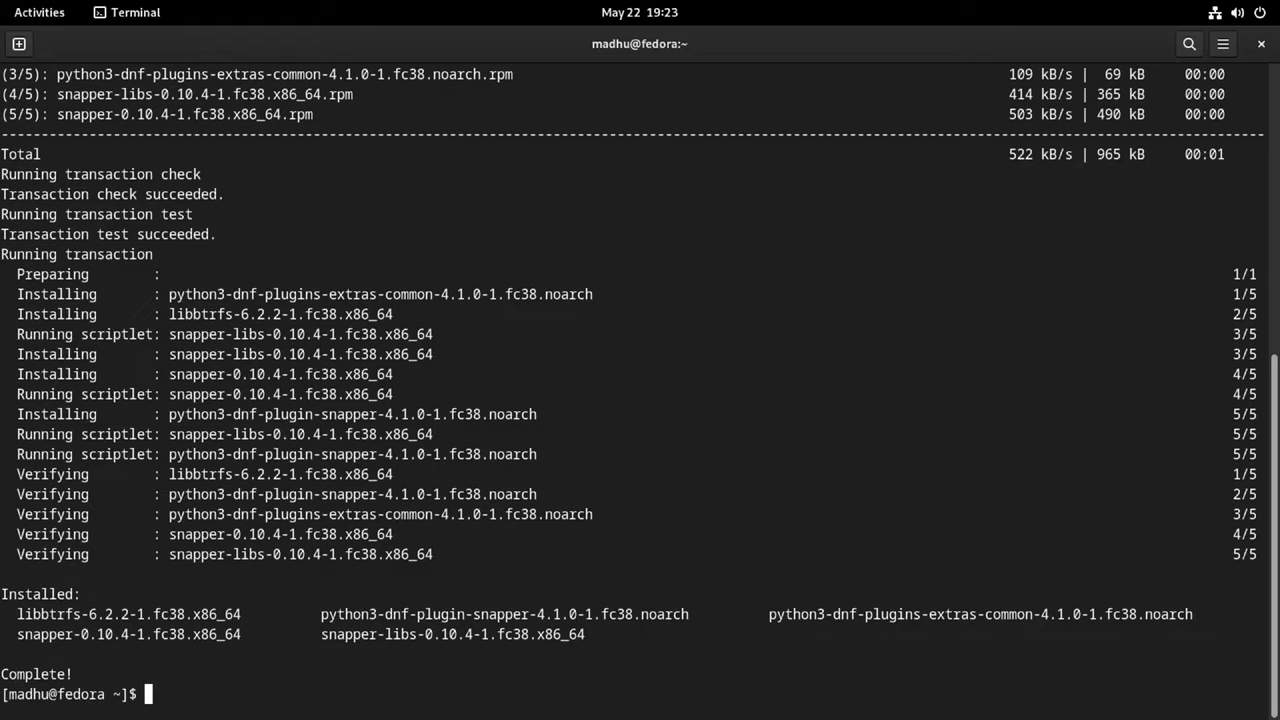 Activities Terminal May 22 19:23
madhu@fedora:~
(3/5): python3-dnf-plugins-extras-common-4.1.0-1.fc38.noarch.rpm 109 kB/s | 69 kB 00:00
(4/5): snapper-libs-0.10.4-1.fc38.x86_64.rpm 414 kB/s | 365 kB 00:00
(5/5): snapper-0.10.4-1.fc38.x86_64.rpm 503 kB/s | 490 kB 00:00
--------------------------------------------------------------------------------------------------------------------------------------------------------------
Total 522 kB/s | 965 kB 00:01
Running transaction check
Transaction check succeeded.
Running transaction test
Transaction test succeeded.
Running transaction
Preparing : 1/1
Installing : python3-dnf-plugins-extras-common-4.1.0-1.fc38.noarch 1/5
Installing : libbtrfs-6.2.2-1.fc38.x86_64 2/5
Running scriptlet: snapper-libs-0.10.4-1.fc38.x86_64 3/5
Installing : snapper-libs-0.10.4-1.fc38.x86_64 3/5
Installing : snapper-0.10.4-1.fc38.x86_64 4/5
Running scriptlet: snapper-0.10.4-1.fc38.x86_64 4/5
Installing : python3-dnf-plugin-snapper-4.1.0-1.fc38.noarch 5/5
Running scriptlet: snapper-libs-0.10.4-1.fc38.x86_64 5/5
Running scriptlet: python3-dnf-plugin-snapper-4.1.0-1.fc38.noarch 5/5
Verifying : libbtrfs-6.2.2-1.fc38.x86_64 1/5
Verifying : python3-dnf-plugin-snapper-4.1.0-1.fc38.noarch 2/5
Verifying : python3-dnf-plugins-extras-common-4.1.0-1.fc38.noarch 3/5
Verifying : snapper-0.10.4-1.fc38.x86_64 4/5
Verifying : snapper-libs-0.10.4-1.fc38.x86_64 5/5
Installed:
libbtrfs-6.2.2-1.fc38.x86_64 python3-dnf-plugin-snapper-4.1.0-1.fc38.noarch python3-dnf-plugins-extras-common-4.1.0-1.fc38.noarch
snapper-0.10.4-1.fc38.x86_64 snapper-libs-0.10.4-1.fc38.x86_64
Complete!
[madhu@fedora ~]$